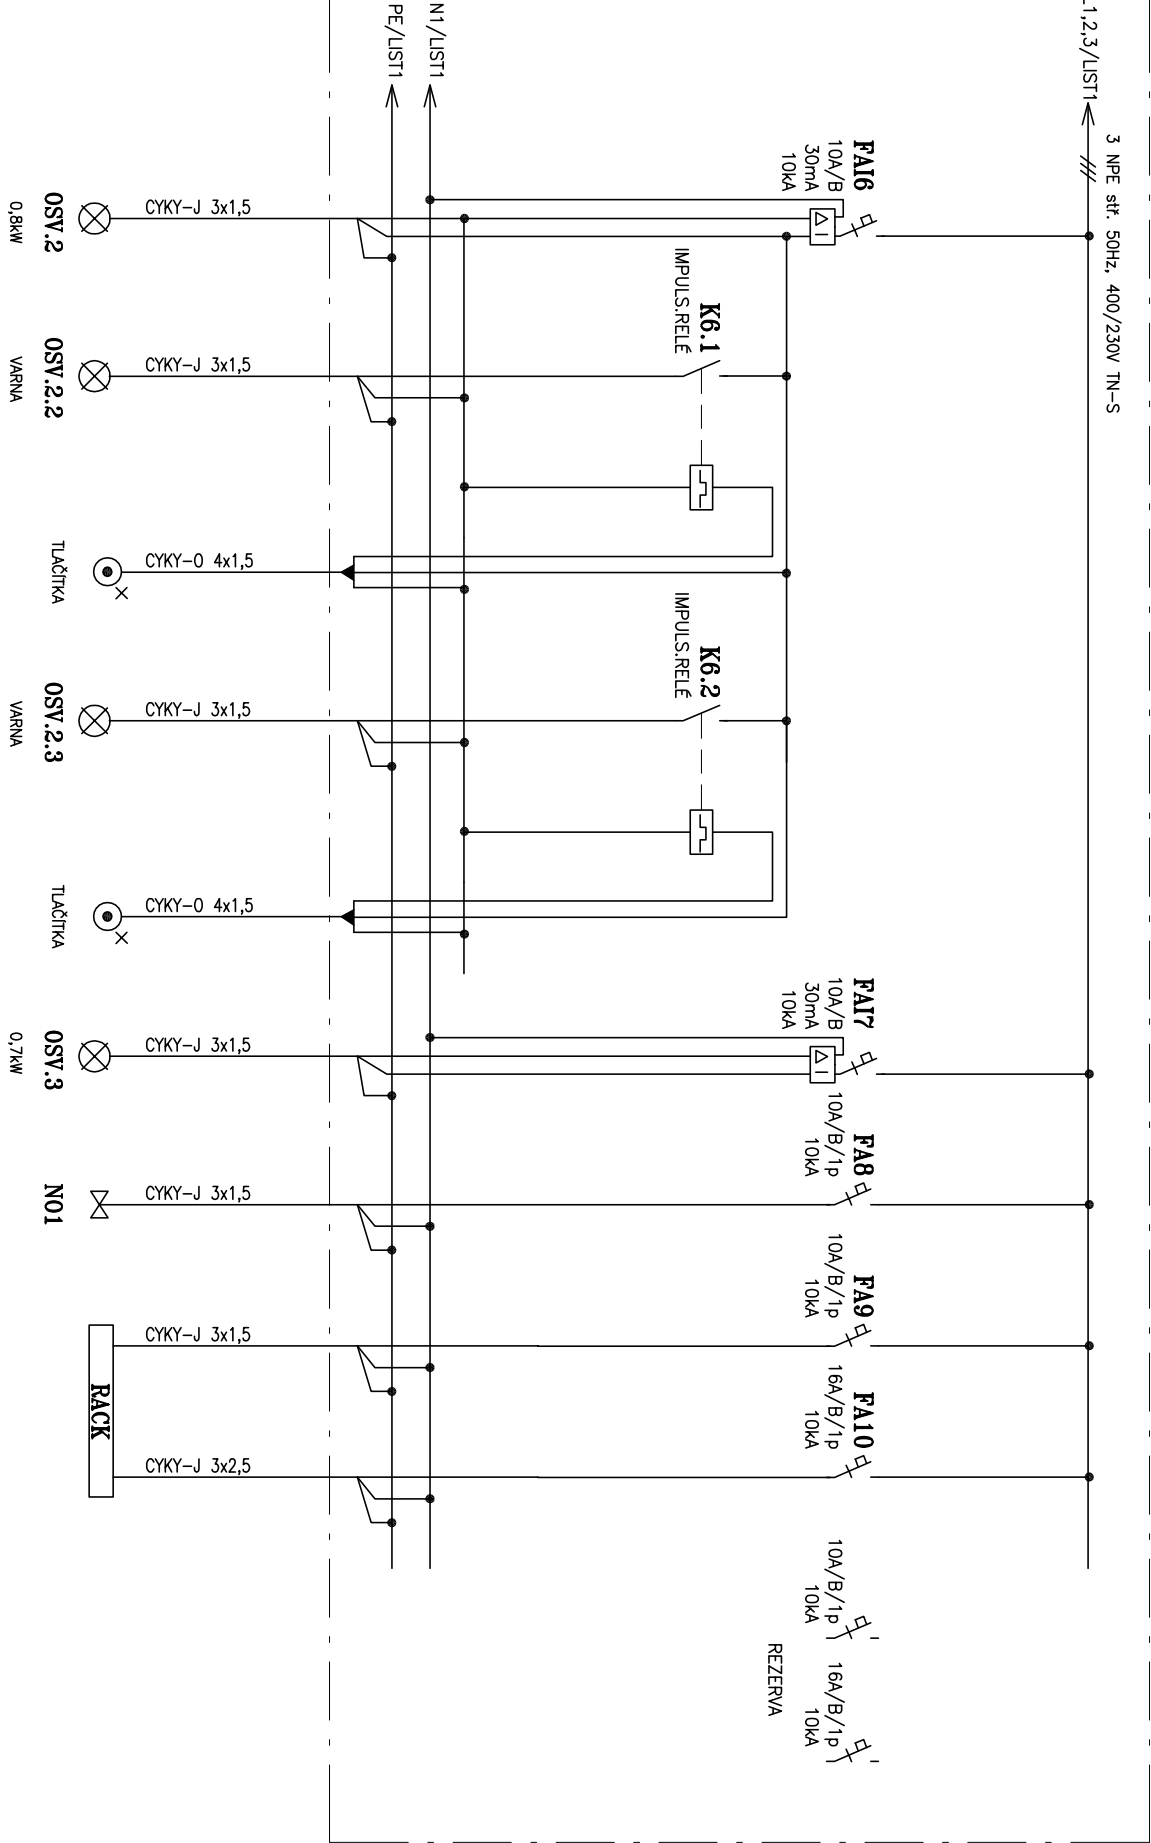 L1,2,3/LIST1
3 NPE stř. 50Hz, 400/230V TN-S
N1/LIST1
PE/LIST1
FAI6
10A/B
30mA
10kA
K6.1
IMPULS.RELÉ
K6.2
IMPULS.RELÉ
FAI7
10A/B
30mA
10kA
FA8
10A/B/1p
10kA
FA9
10A/B/1p
10kA
FA10
16A/B/1p
10kA
10A/B/1p
10kA
16A/B/1p
10kA
REZERVA
CYKY-J 3x1,5
CYKY-J 3x1,5
CYKY-O 4x1,5
CYKY-J 3x1,5
CYKY-O 4x1,5
CYKY-J 3x1,5
CYKY-J 3x1,5
CYKY-J 3x1,5
CYKY-J 3x2,5
OSV.2
0,8kW
OSV.2.2
VARNA
TLAČÍTKA
OSV.2.3
VARNA
TLAČÍTKA
OSV.3
0,7kW
NO1
RACK